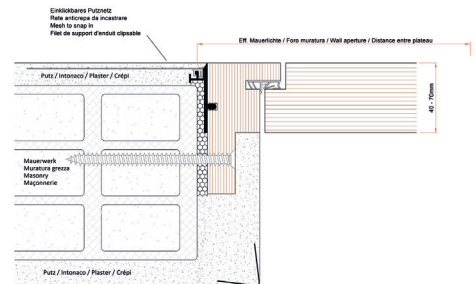 Einklickbares Putznetz
Rete anticrepa da incastrare
Mesh to snap in
Filet de support d'enduit clipsable
Eff. Mauerlichte / Foro muratura / Wall aperture / Distance entre plateau
Putz / Intonaco / Plaster / Crépi
40 - 70mm
Mauerwerk
Muratura grezza
Masonry
Maçonnerie
Putz / Intonaco / Plaster / Crépi